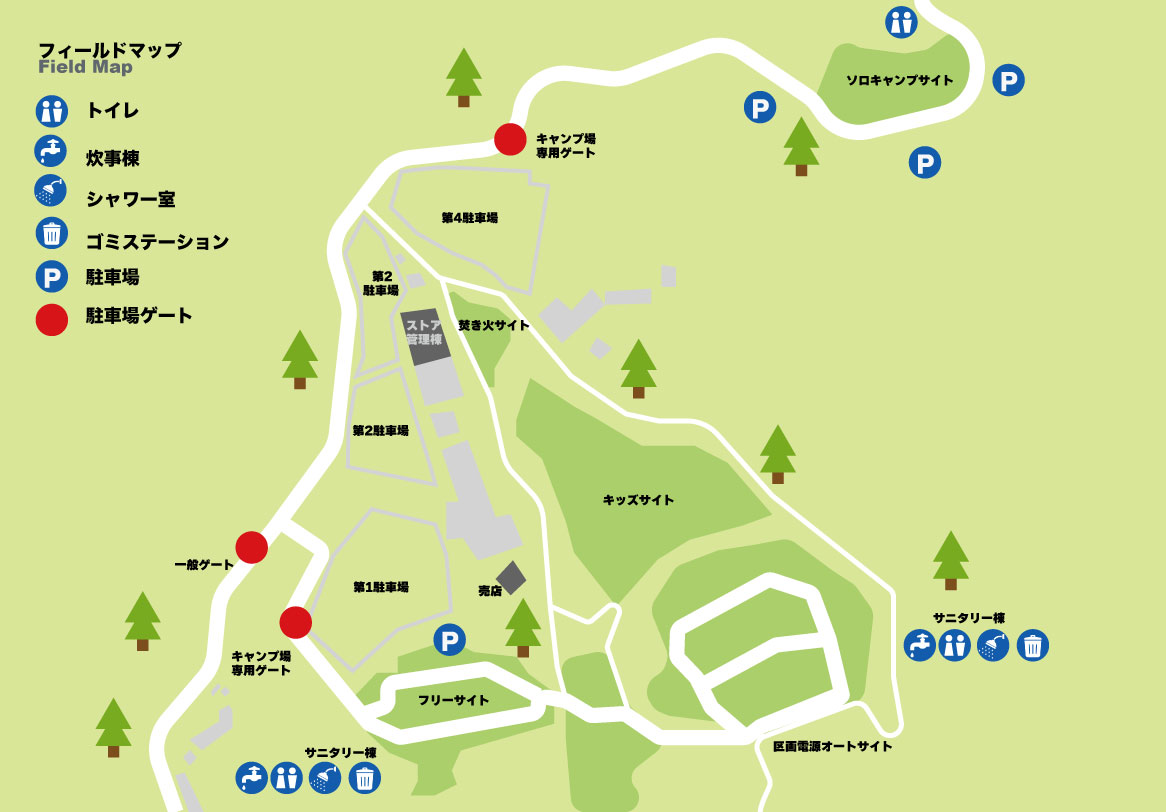 フィールドマップ
Field Map
トイレ
炊事棟
シャワー室
ゴミステーション
P
駐車場
駐車場ゲート
ソロキャンプサイト
P
P
P
キャンプ場
専用ゲート
第4駐車場
第2
駐車場
ストア
管理棟
焚き火サイト
第2駐車場
キッズサイト
一般ゲート
第1駐車場
売店
サニタリー棟
P
キャンプ場
専用ゲート
フリーサイト
区画電源オートサイト
サニタリー棟